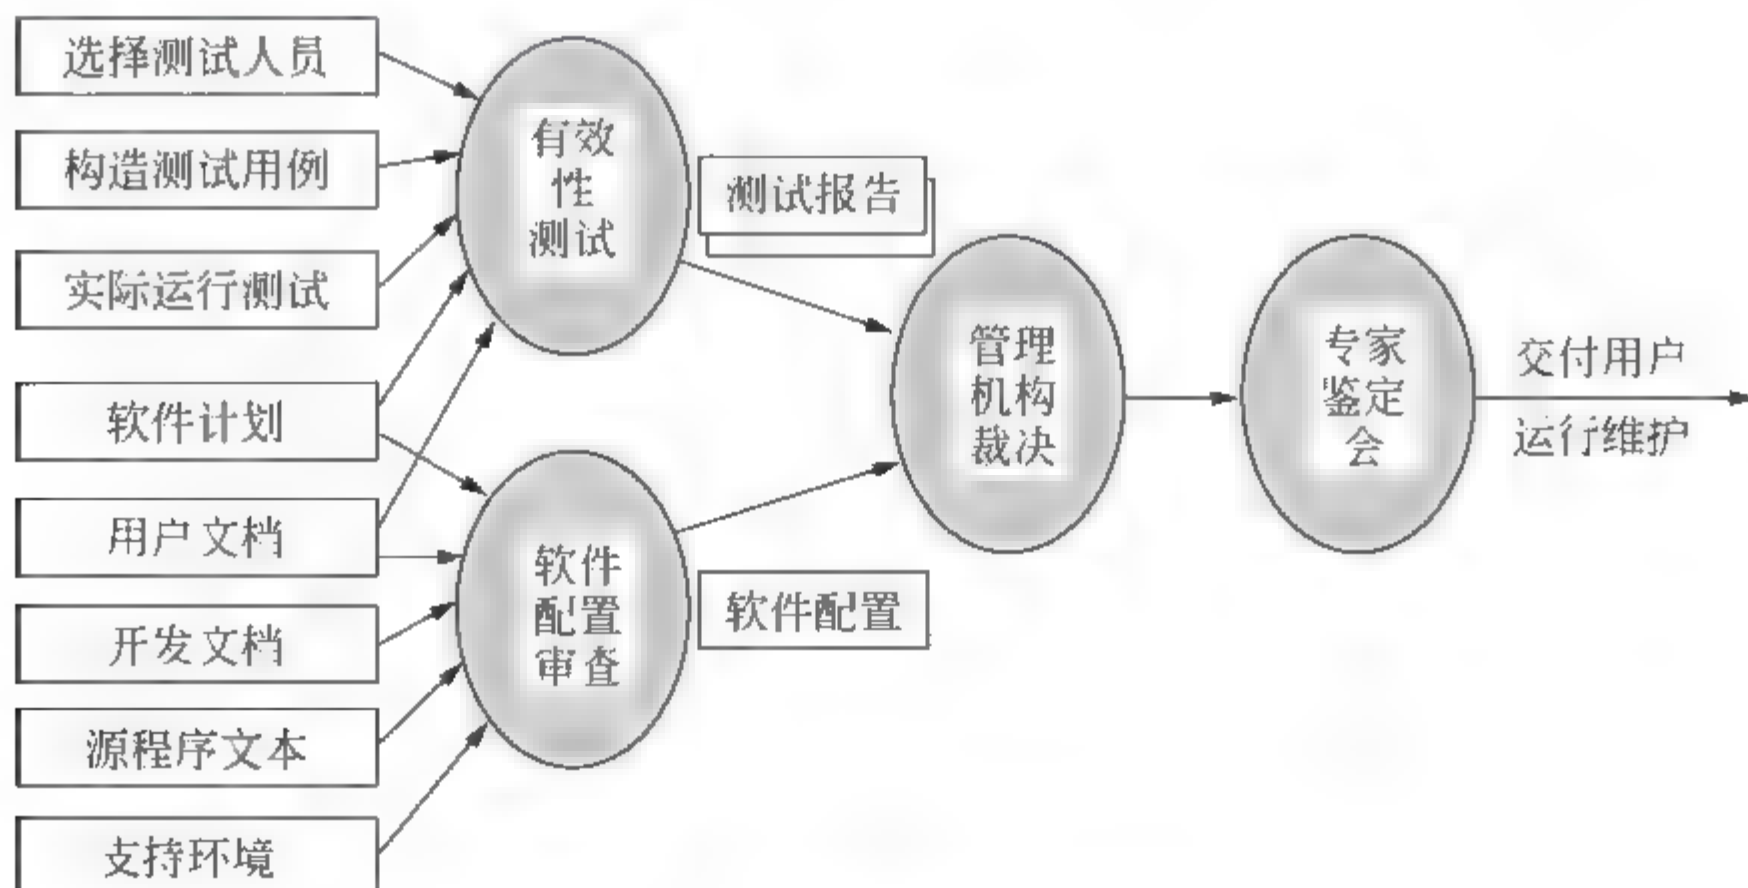 选择测试人员
构造测试用例
实际运行测试
软件计划
用户文档
开发文档
源程序文本
支持环境
有效
性
测试
测试报告
软件
配置
审查
软件配置
管理
机构
裁决
专家
鉴定
会
交付用户
运行维护